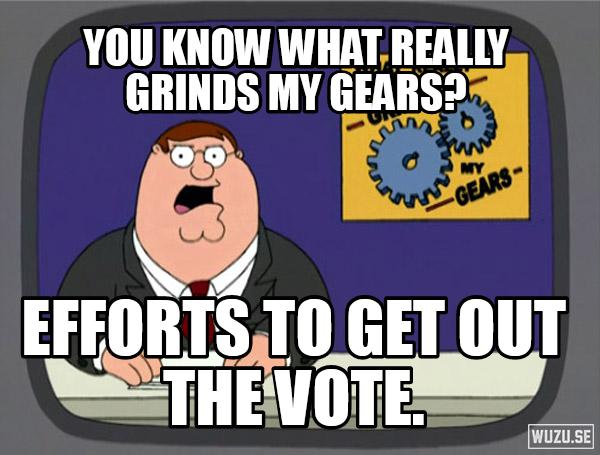 YOU KNOW WHAT REALLY
GRINDS MY GEARS?
MY
GEARS
EFFORTS TO GET OUT
THE VOTE.
WUZU.SE